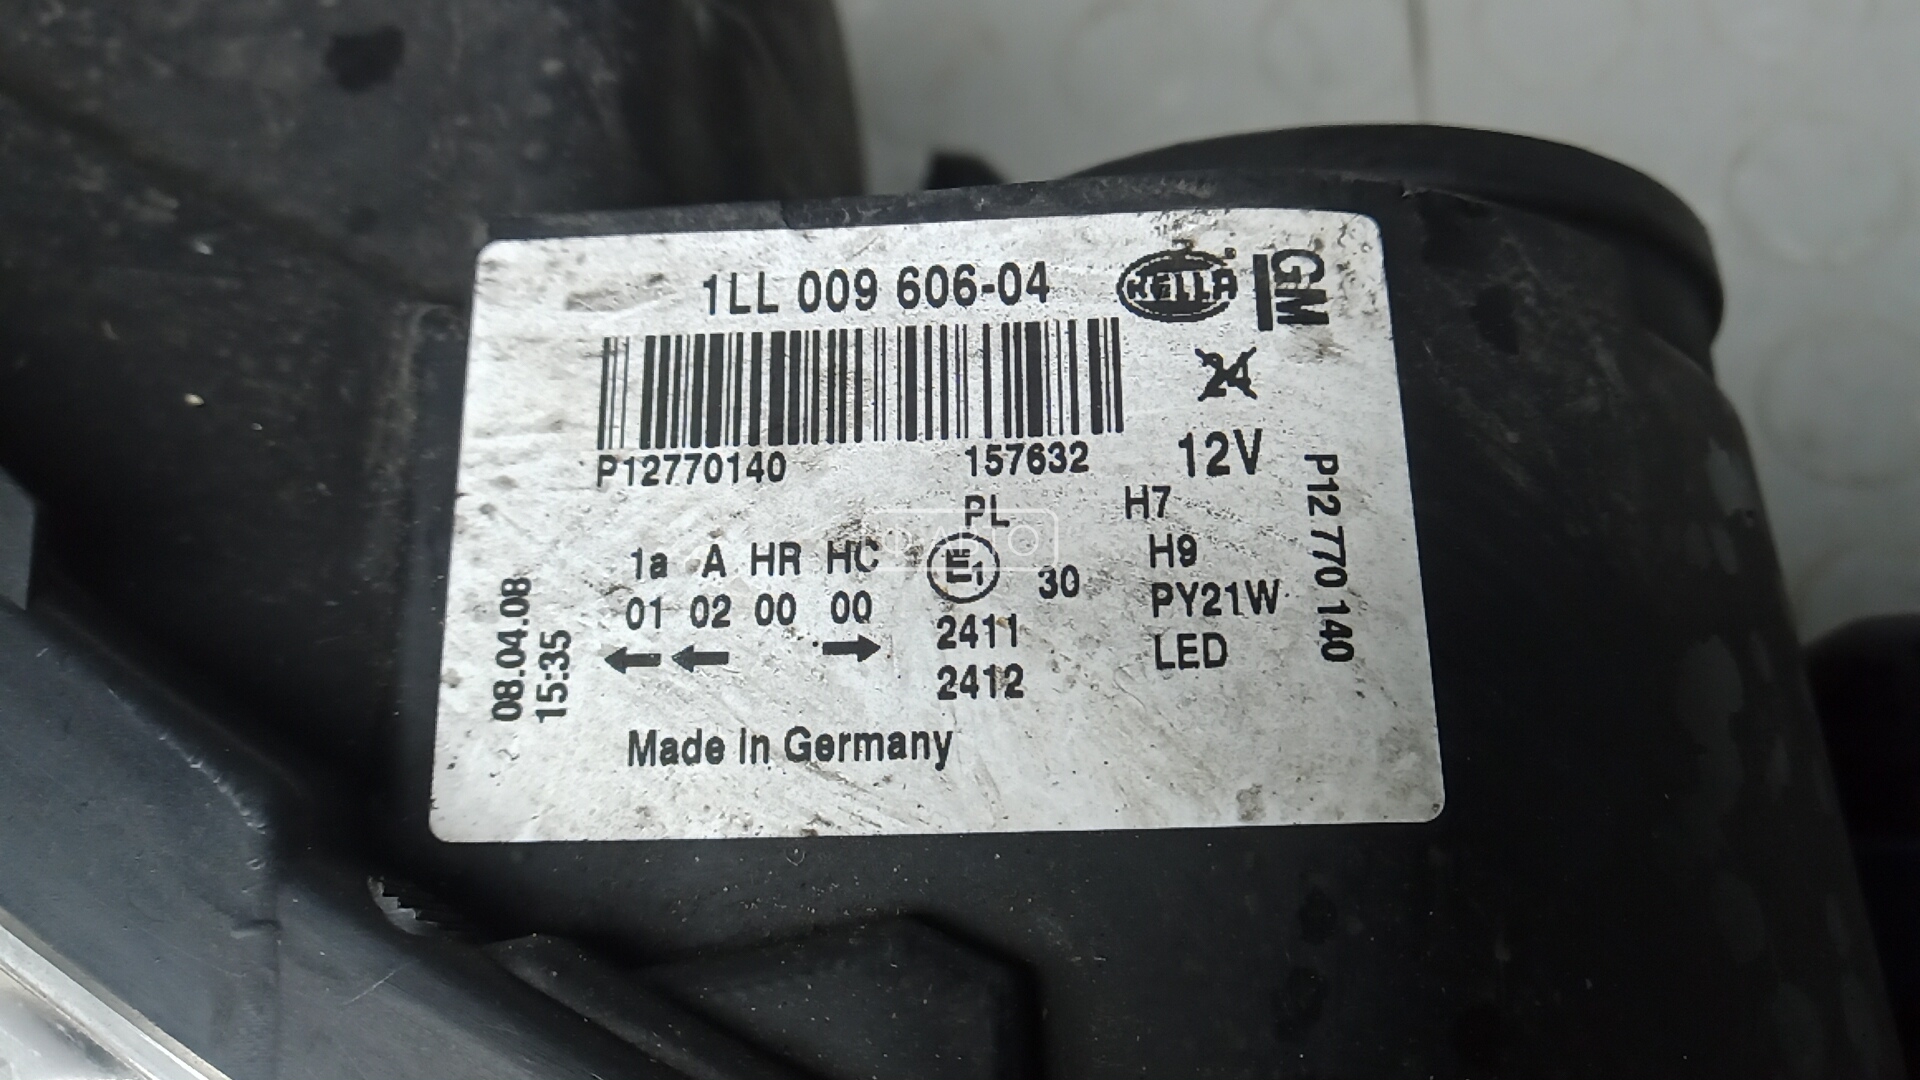 1LL 009 606-04
HELLA
GM
24
P12770140 157632
12V
PL
H7
1a A HR HC
E1
30
H9
01 02 00 00
2411
PY21W
2412
LED
08.04.08
15:35
P12 770 140
Made in Germany